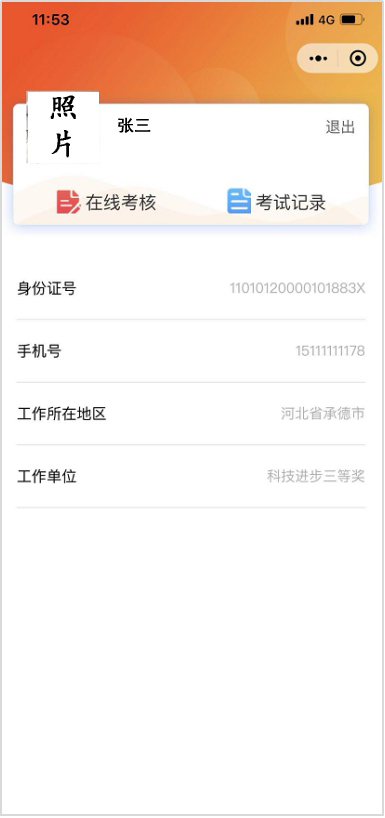 11:53 4G
照
片
张三 退出
在线考核 考试记录
身份证号 11010120000101883X
手机号 15111111178
工作所在地区 河北省承德市
工作单位 科技进步三等奖